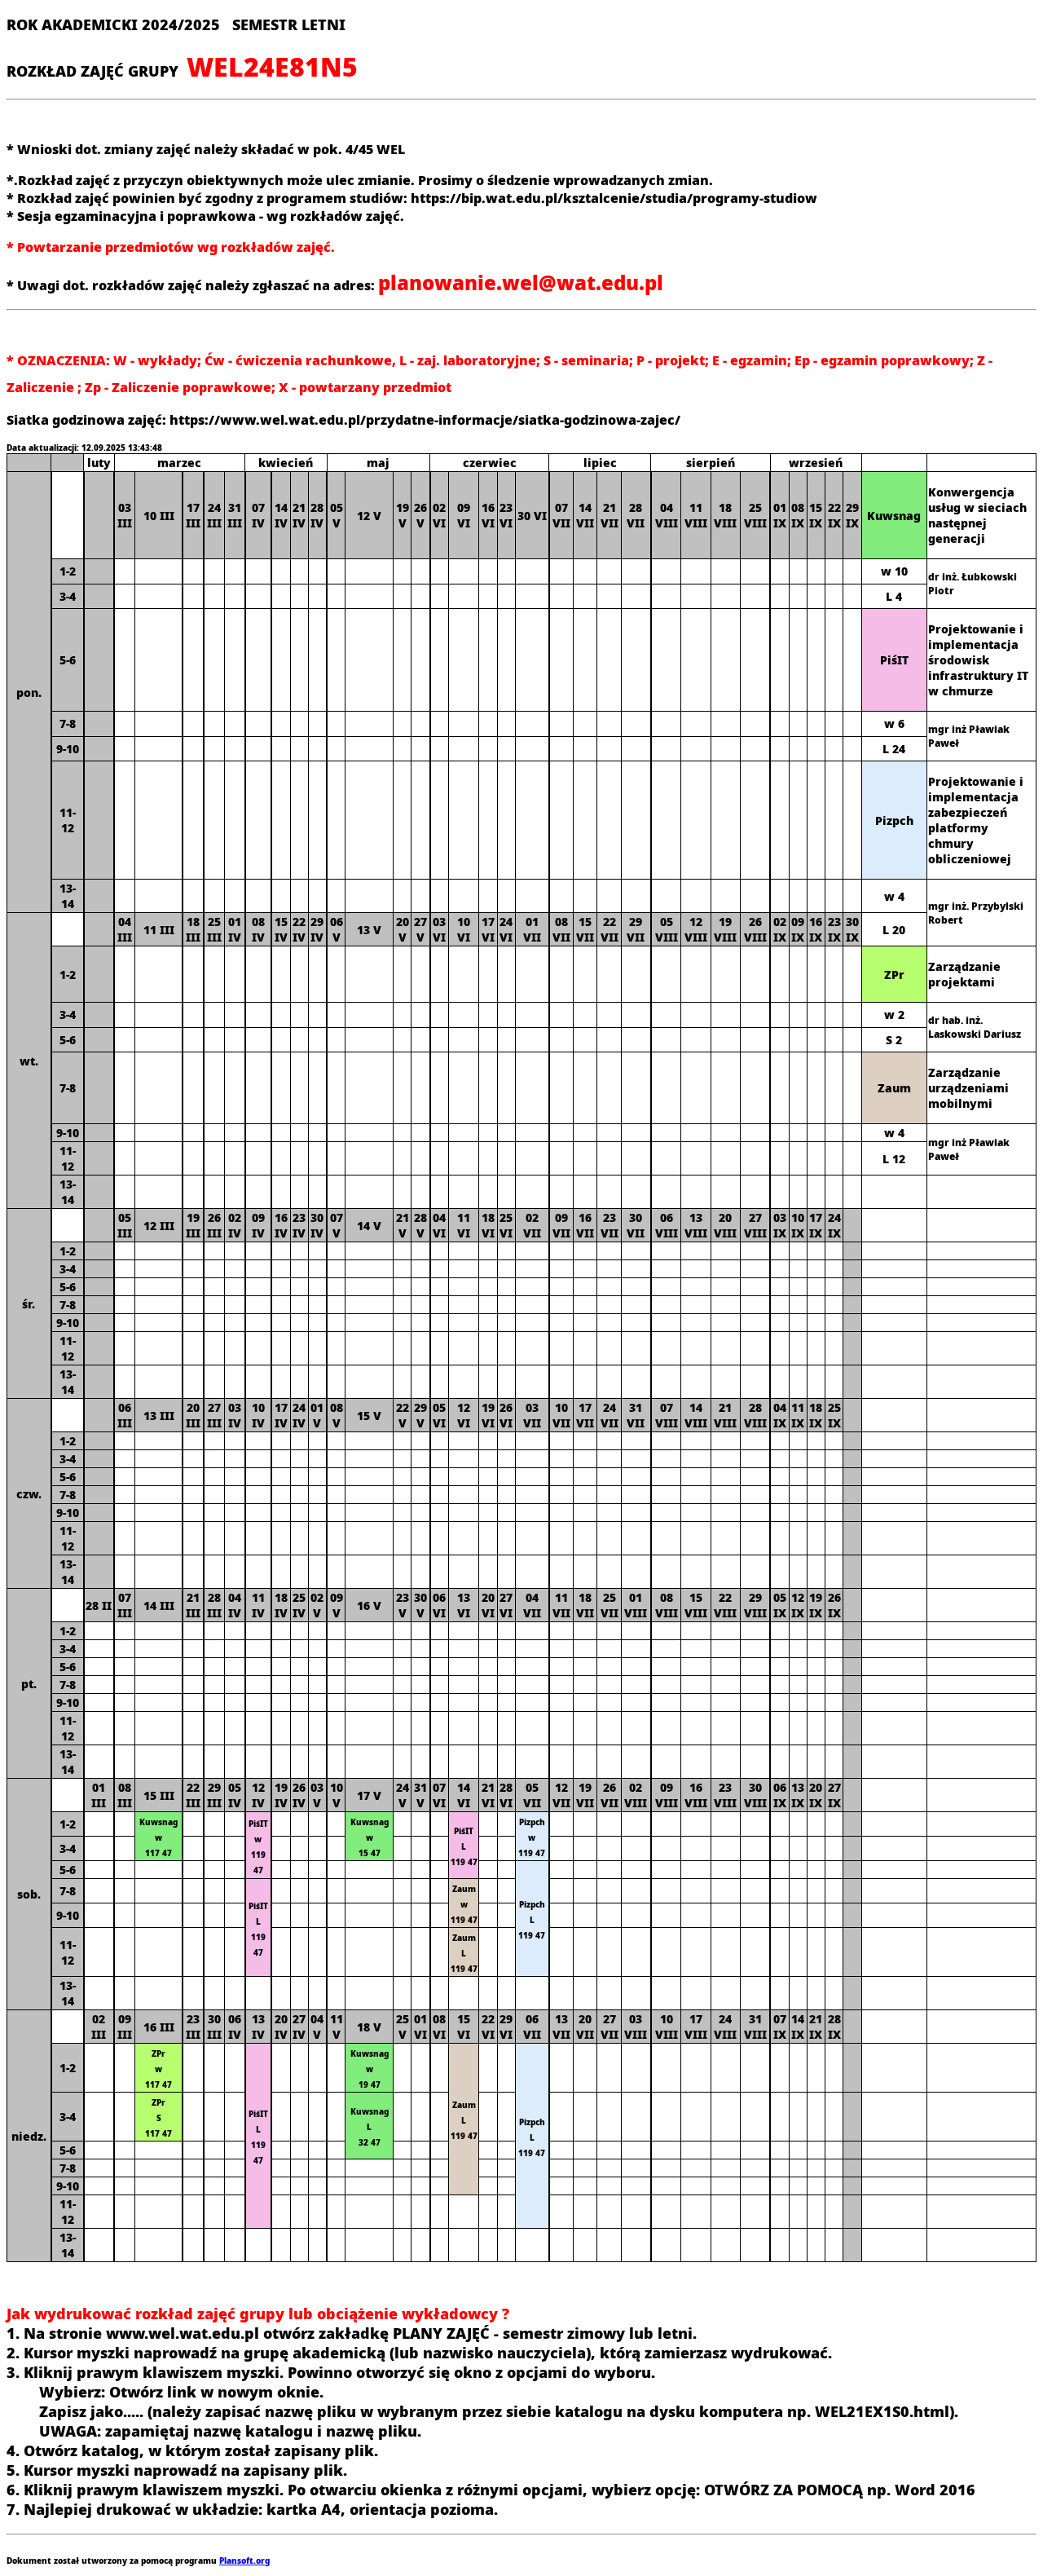 ROK AKADEMICKI 2024/2025 SEMESTR LETNI
ROZKŁAD ZAJĘĆ GRUPY WEL24E81N5
* Wnioski dot. zmiany zajęć należy składać w pok. 4/45 WEL
*.Rozkład zajęć z przyczyn obiektywnych może ulec zmianie. Prosimy o śledzenie wprowadzanych zmian.
* Rozkład zajęć powinien być zgodny z programem studiów: https://bip.wat.edu.pl/ksztalcenie/studia/programy-studiow
* Sesja egzaminacyjna i poprawkowa - wg rozkładów zajęć.
* Powtarzanie przedmiotów wg rozkładów zajęć.
* Uwagi dot. rozkładów zajęć należy zgłaszać na adres: planowanie.wel@wat.edu.pl
* OZNACZENIA: W - wykłady; Ćw - ćwiczenia rachunkowe, L - zaj. laboratoryjne; S - seminaria; P - projekt; E - egzamin; Ep - egzamin poprawkowy; Z -
Zaliczenie ; Zp - Zaliczenie poprawkowe; X - powtarzany przedmiot
Siatka godzinowa zajęć: https://www.wel.wat.edu.pl/przydatne-informacje/siatka-godzinowa-zajec/
Data aktualizacji: 12.09.2025 13:43:48
luty marzec kwiecień maj czerwiec lipiec sierpień wrzesień
pon.
03 III 10 III 17 III 24 III 31 III 07 IV 14 IV 21 IV 28 IV 05 V 12 V 19 V 26 V 02 VI 09 VI 16 VI 23 VI 30 VI 07 VII 14 VII 21 VII 28 VII 04 VIII 11 VIII 18 VIII 25 VIII 01 IX 08 IX 15 IX 22 IX 29 IX Kuwsnag
Konwergencja
usług w sieciach
następnej
generacji
1-2 w 10
dr inż. Łubkowski
Piotr
3-4 L 4
5-6 PiśIT
Projektowanie i
implementacja
środowisk
infrastruktury IT
w chmurze
7-8 w 6
mgr inż Pławiak
Paweł
9-10 L 24
11-12 Pizpch
Projektowanie i
implementacja
zabezpieczeń
platformy
chmury
obliczeniowej
13-14 w 4
mgr inż. Przybylski
Robert
wt.
04 III 11 III 18 III 25 III 01 IV 08 IV 15 IV 22 IV 29 IV 06 V 13 V 20 V 27 V 03 VI 10 VI 17 VI 24 VI 01 VII 08 VII 15 VII 22 VII 29 VII 05 VIII 12 VIII 19 VIII 26 VIII 02 IX 09 IX 16 IX 23 IX 30 IX L 20
1-2 ZPr
Zarządzanie
projektami
3-4 w 2
dr hab. inż.
Laskowski Dariusz
5-6 S 2
7-8 Zaum
Zarządzanie
urządzeniami
mobilnymi
9-10 w 4
mgr inż Pławiak
Paweł
11-12 L 12
13-14
śr.
05 III 12 III 19 III 26 III 02 IV 09 IV 16 IV 23 IV 30 IV 07 V 14 V 21 V 28 V 04 VI 11 VI 18 VI 25 VI 02 VII 09 VII 16 VII 23 VII 30 VII 06 VIII 13 VIII 20 VIII 27 VIII 03 IX 10 IX 17 IX 24 IX
1-2
3-4
5-6
7-8
9-10
11-12
13-14
czw.
06 III 13 III 20 III 27 III 03 IV 10 IV 17 IV 24 IV 01 V 08 V 15 V 22 V 29 V 05 VI 12 VI 19 VI 26 VI 03 VII 10 VII 17 VII 24 VII 31 VII 07 VIII 14 VIII 21 VIII 28 VIII 04 IX 11 IX 18 IX 25 IX
1-2
3-4
5-6
7-8
9-10
11-12
13-14
pt.
28 II 07 III 14 III 21 III 28 III 04 IV 11 IV 18 IV 25 IV 02 V 09 V 16 V 23 V 30 V 06 VI 13 VI 20 VI 27 VI 04 VII 11 VII 18 VII 25 VII 01 VIII 08 VIII 15 VIII 22 VIII 29 VIII 05 IX 12 IX 19 IX 26 IX
1-2
3-4
5-6
7-8
9-10
11-12
13-14
sob.
01 III 08 III 15 III 22 III 29 III 05 IV 12 IV 19 IV 26 IV 03 V 10 V 17 V 24 V 31 V 07 VI 14 VI 21 VI 28 VI 05 VII 12 VII 19 VII 26 VII 02 VIII 09 VIII 16 VIII 23 VIII 30 VIII 06 IX 13 IX 20 IX 27 IX
1-2 Kuwsnag w 117 47 PiśIT w 119 47 Kuwsnag w 15 47 PiśIT L 119 47 Pizpch w 119 47
3-4
5-6 Pizpch L 119 47
7-8 PiśIT L 119 47 Zaum w 119 47
9-10
11-12 Zaum L 119 47
13-14
niedz.
02 III 09 III 16 III 23 III 30 III 06 IV 13 IV 20 IV 27 IV 04 V 11 V 18 V 25 V 01 VI 08 VI 15 VI 22 VI 29 VI 06 VII 13 VII 20 VII 27 VII 03 VIII 10 VIII 17 VIII 24 VIII 31 VIII 07 IX 14 IX 21 IX 28 IX
1-2 ZPr w 117 47 PiśIT L 119 47 Kuwsnag w 19 47 Zaum L 119 47 Pizpch L 119 47
3-4 ZPr S 117 47 Kuwsnag L 32 47
5-6
7-8
9-10
11-12
13-14
Jak wydrukować rozkład zajęć grupy lub obciążenie wykładowcy ?
1. Na stronie www.wel.wat.edu.pl otwórz zakładkę PLANY ZAJĘĆ - semestr zimowy lub letni.
2. Kursor myszki naprowadź na grupę akademicką (lub nazwisko nauczyciela), którą zamierzasz wydrukować.
3. Kliknij prawym klawiszem myszki. Powinno otworzyć się okno z opcjami do wyboru.
Wybierz: Otwórz link w nowym oknie.
Zapisz jako..... (należy zapisać nazwę pliku w wybranym przez siebie katalogu na dysku komputera np. WEL21EX1S0.html).
UWAGA: zapamiętaj nazwę katalogu i nazwę pliku.
4. Otwórz katalog, w którym został zapisany plik.
5. Kursor myszki naprowadź na zapisany plik.
6. Kliknij prawym klawiszem myszki. Po otwarciu okienka z różnymi opcjami, wybierz opcję: OTWÓRZ ZA POMOCĄ np. Word 2016
7. Najlepiej drukować w układzie: kartka A4, orientacja pozioma.
Dokument został utworzony za pomocą programu Plansoft.org